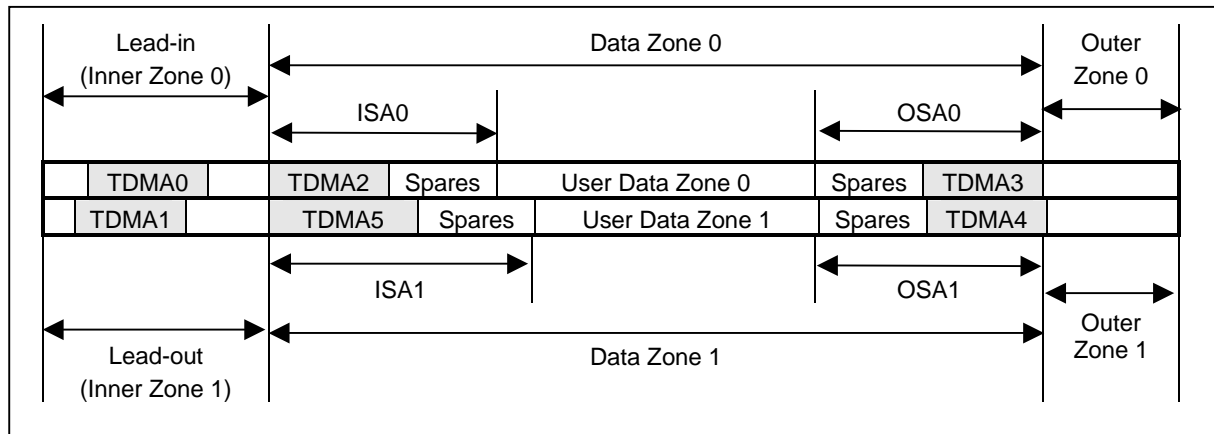 Lead-in
(Inner Zone 0)
Data Zone 0
Outer
Zone 0
ISA0
OSA0
TDMA0
TDMA2
Spares
User Data Zone 0
Spares
TDMA3
TDMA1
TDMA5
Spares
User Data Zone 1
Spares
TDMA4
ISA1
OSA1
Lead-out
(Inner Zone 1)
Data Zone 1
Outer
Zone 1